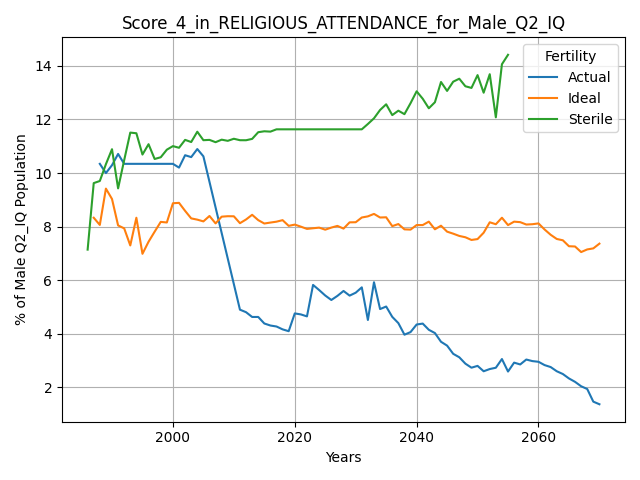 Score_4_in_RELIGIOUS_ATTENDANCE_for_Male_Q2_IQ
% of Male Q2_IQ Population
14
12
10
8
6
4
2
Fertility
Actual
Ideal
Sterile
2000 2020 2040 2060
Years